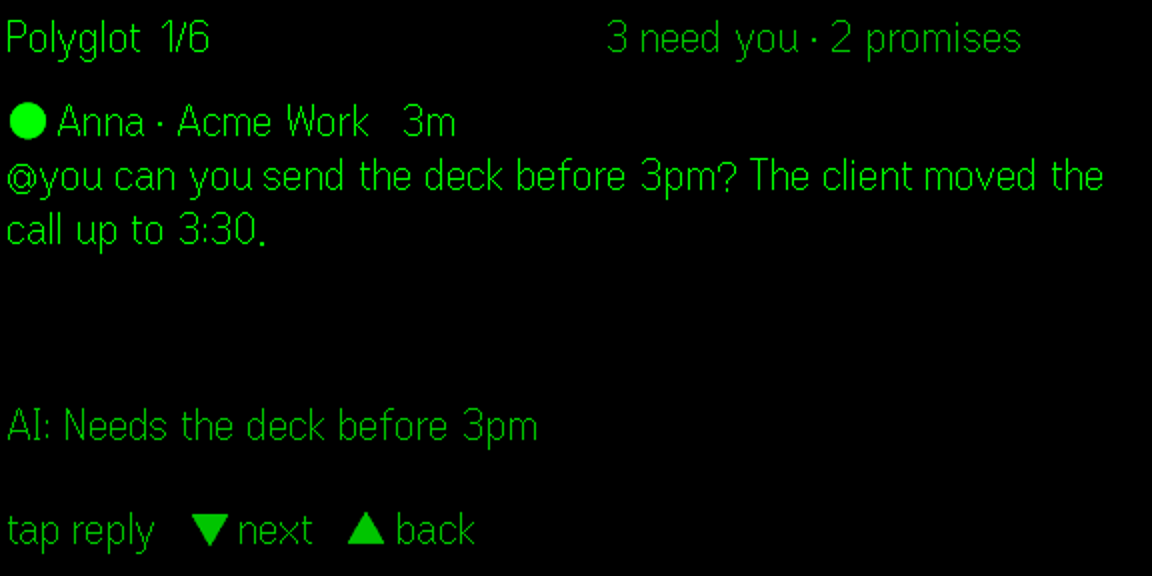 Polyglot 1/6
3 need you · 2 promises
● Anna · Acme Work 3m
@you can you send the deck before 3pm? The client moved the
call up to 3:30.
AI: Needs the deck before 3pm
tap reply ▼ next ▲ back